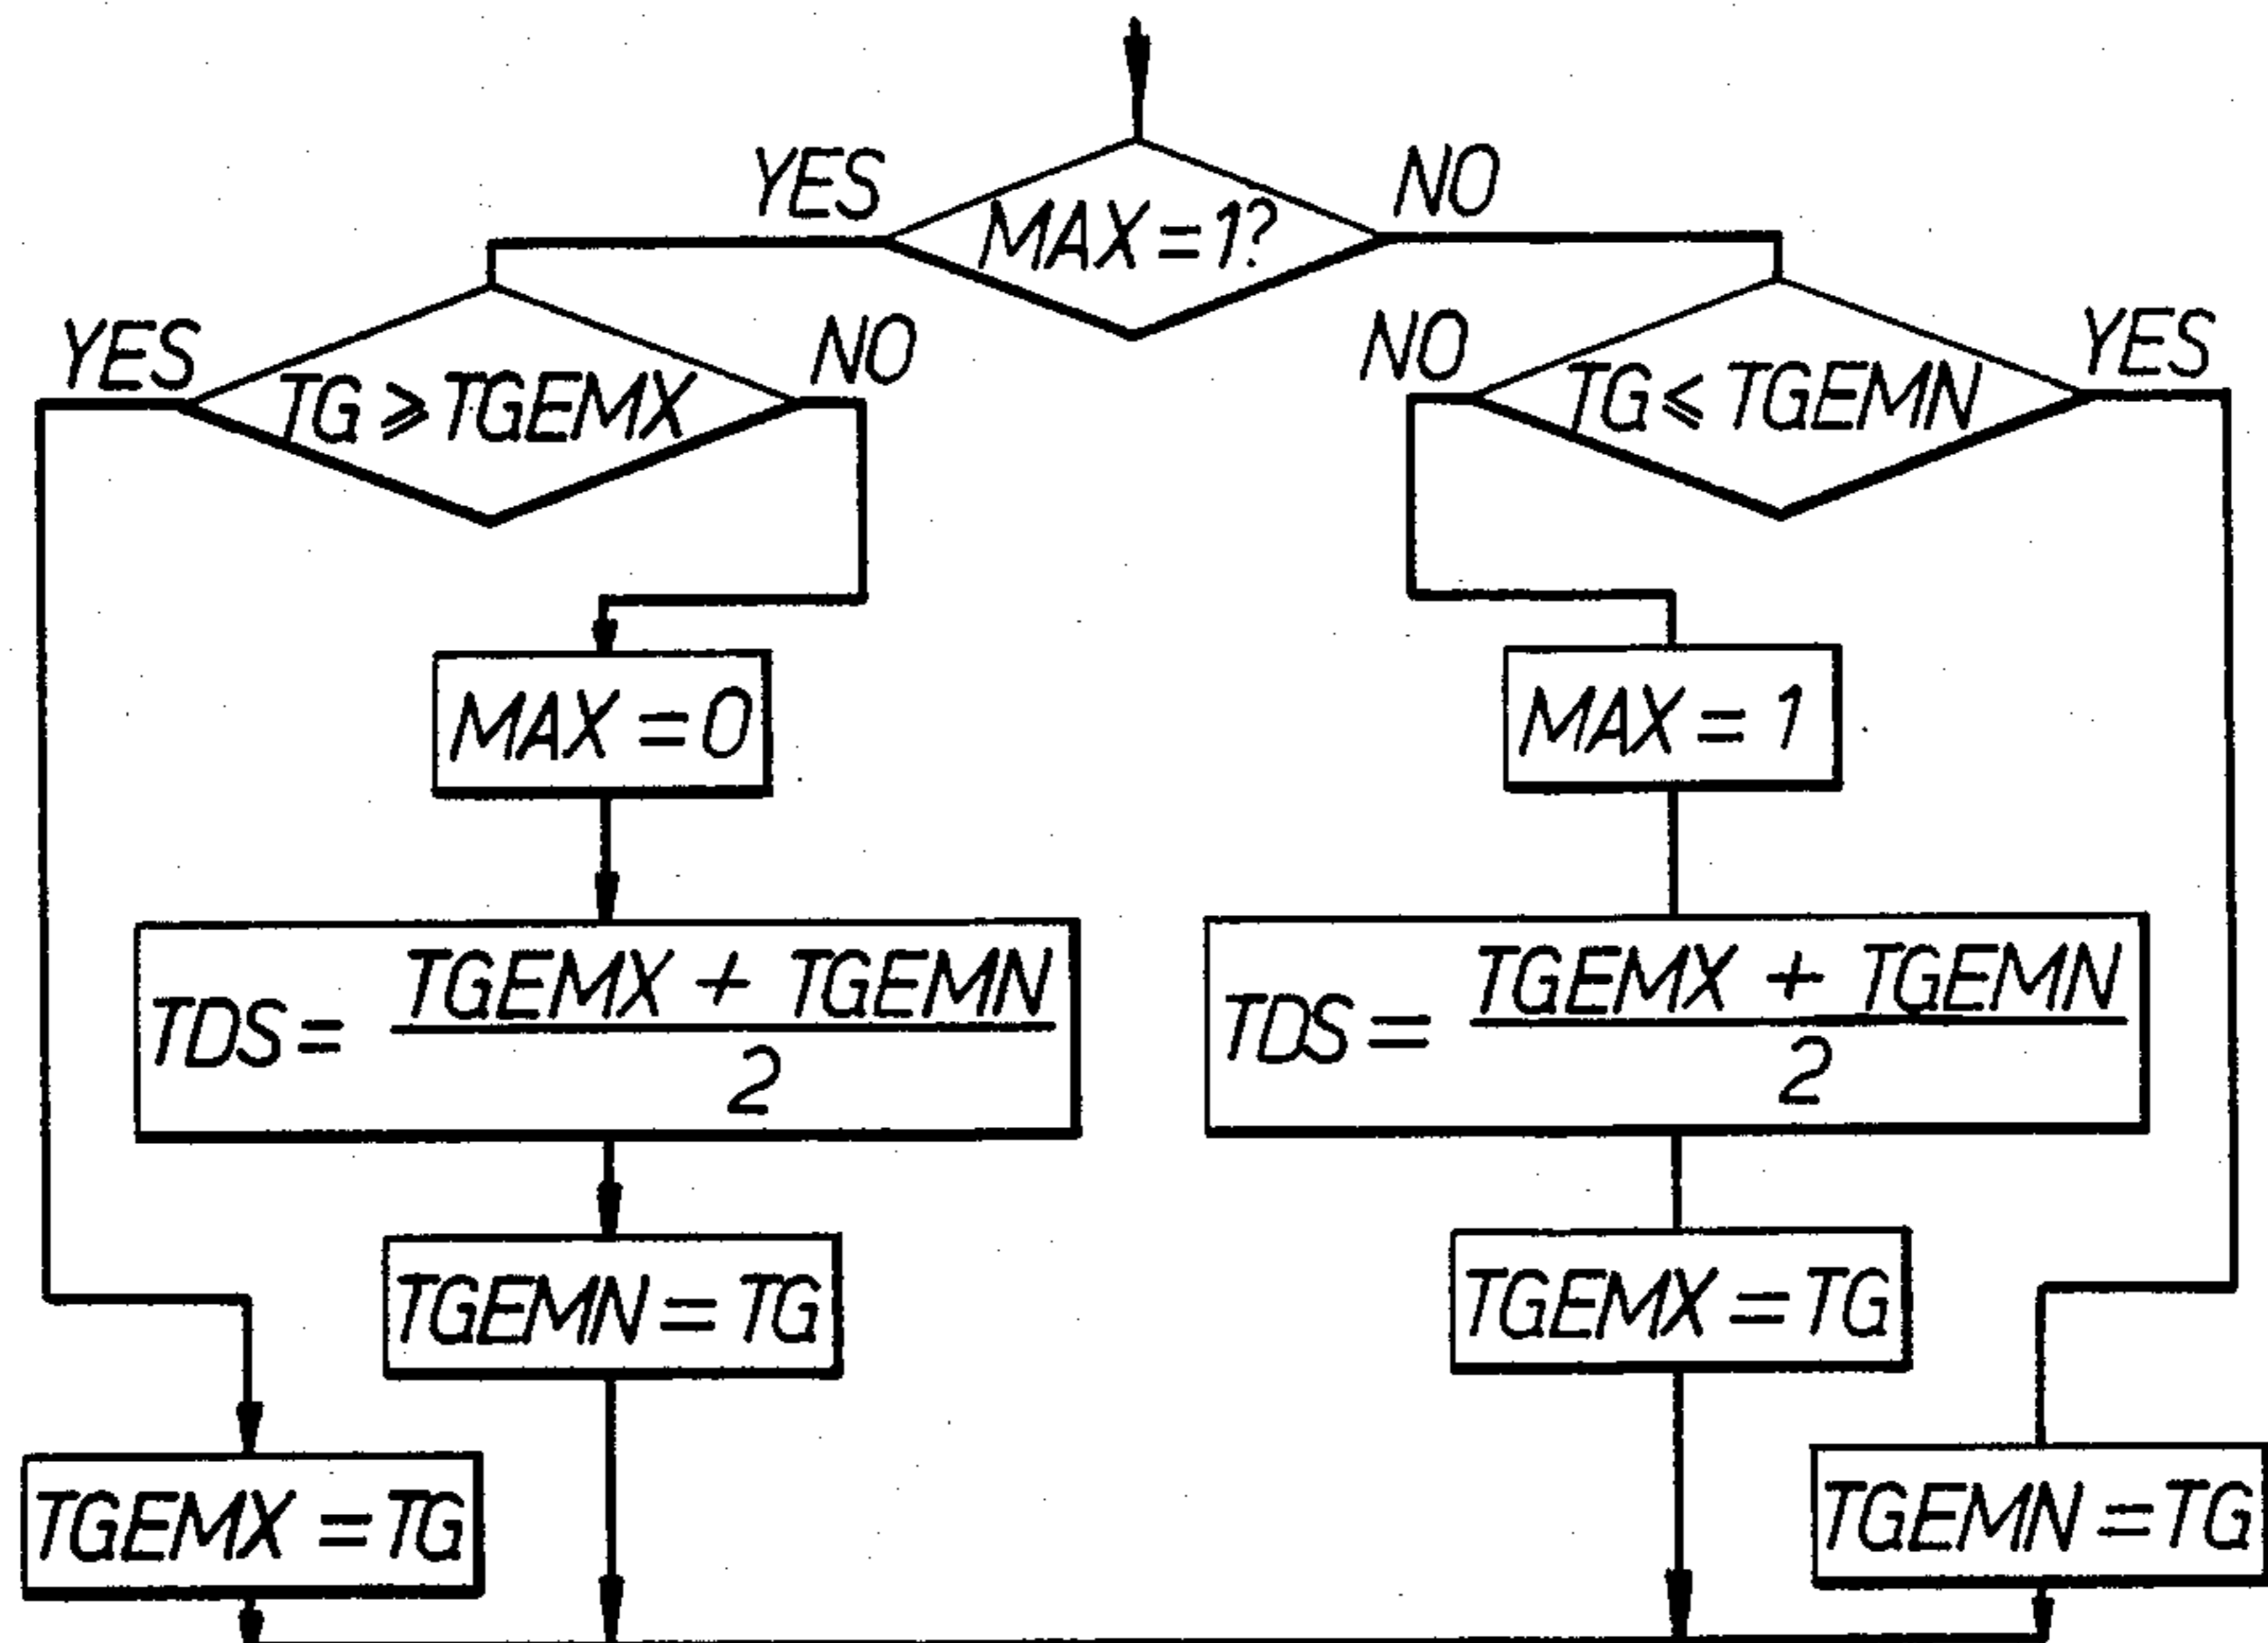 YES
NO
MAX = 1?
YES
NO
TG ⩾ TGEMX
NO
YES
TG ⩽ TGEMN
MAX = 0
MAX = 1
TDS = TGEMX + TGEMN
2
TDS = TGEMX + TGEMN
2
TGEMN = TG
TGEMX = TG
TGEMX = TG
TGEMN = TG